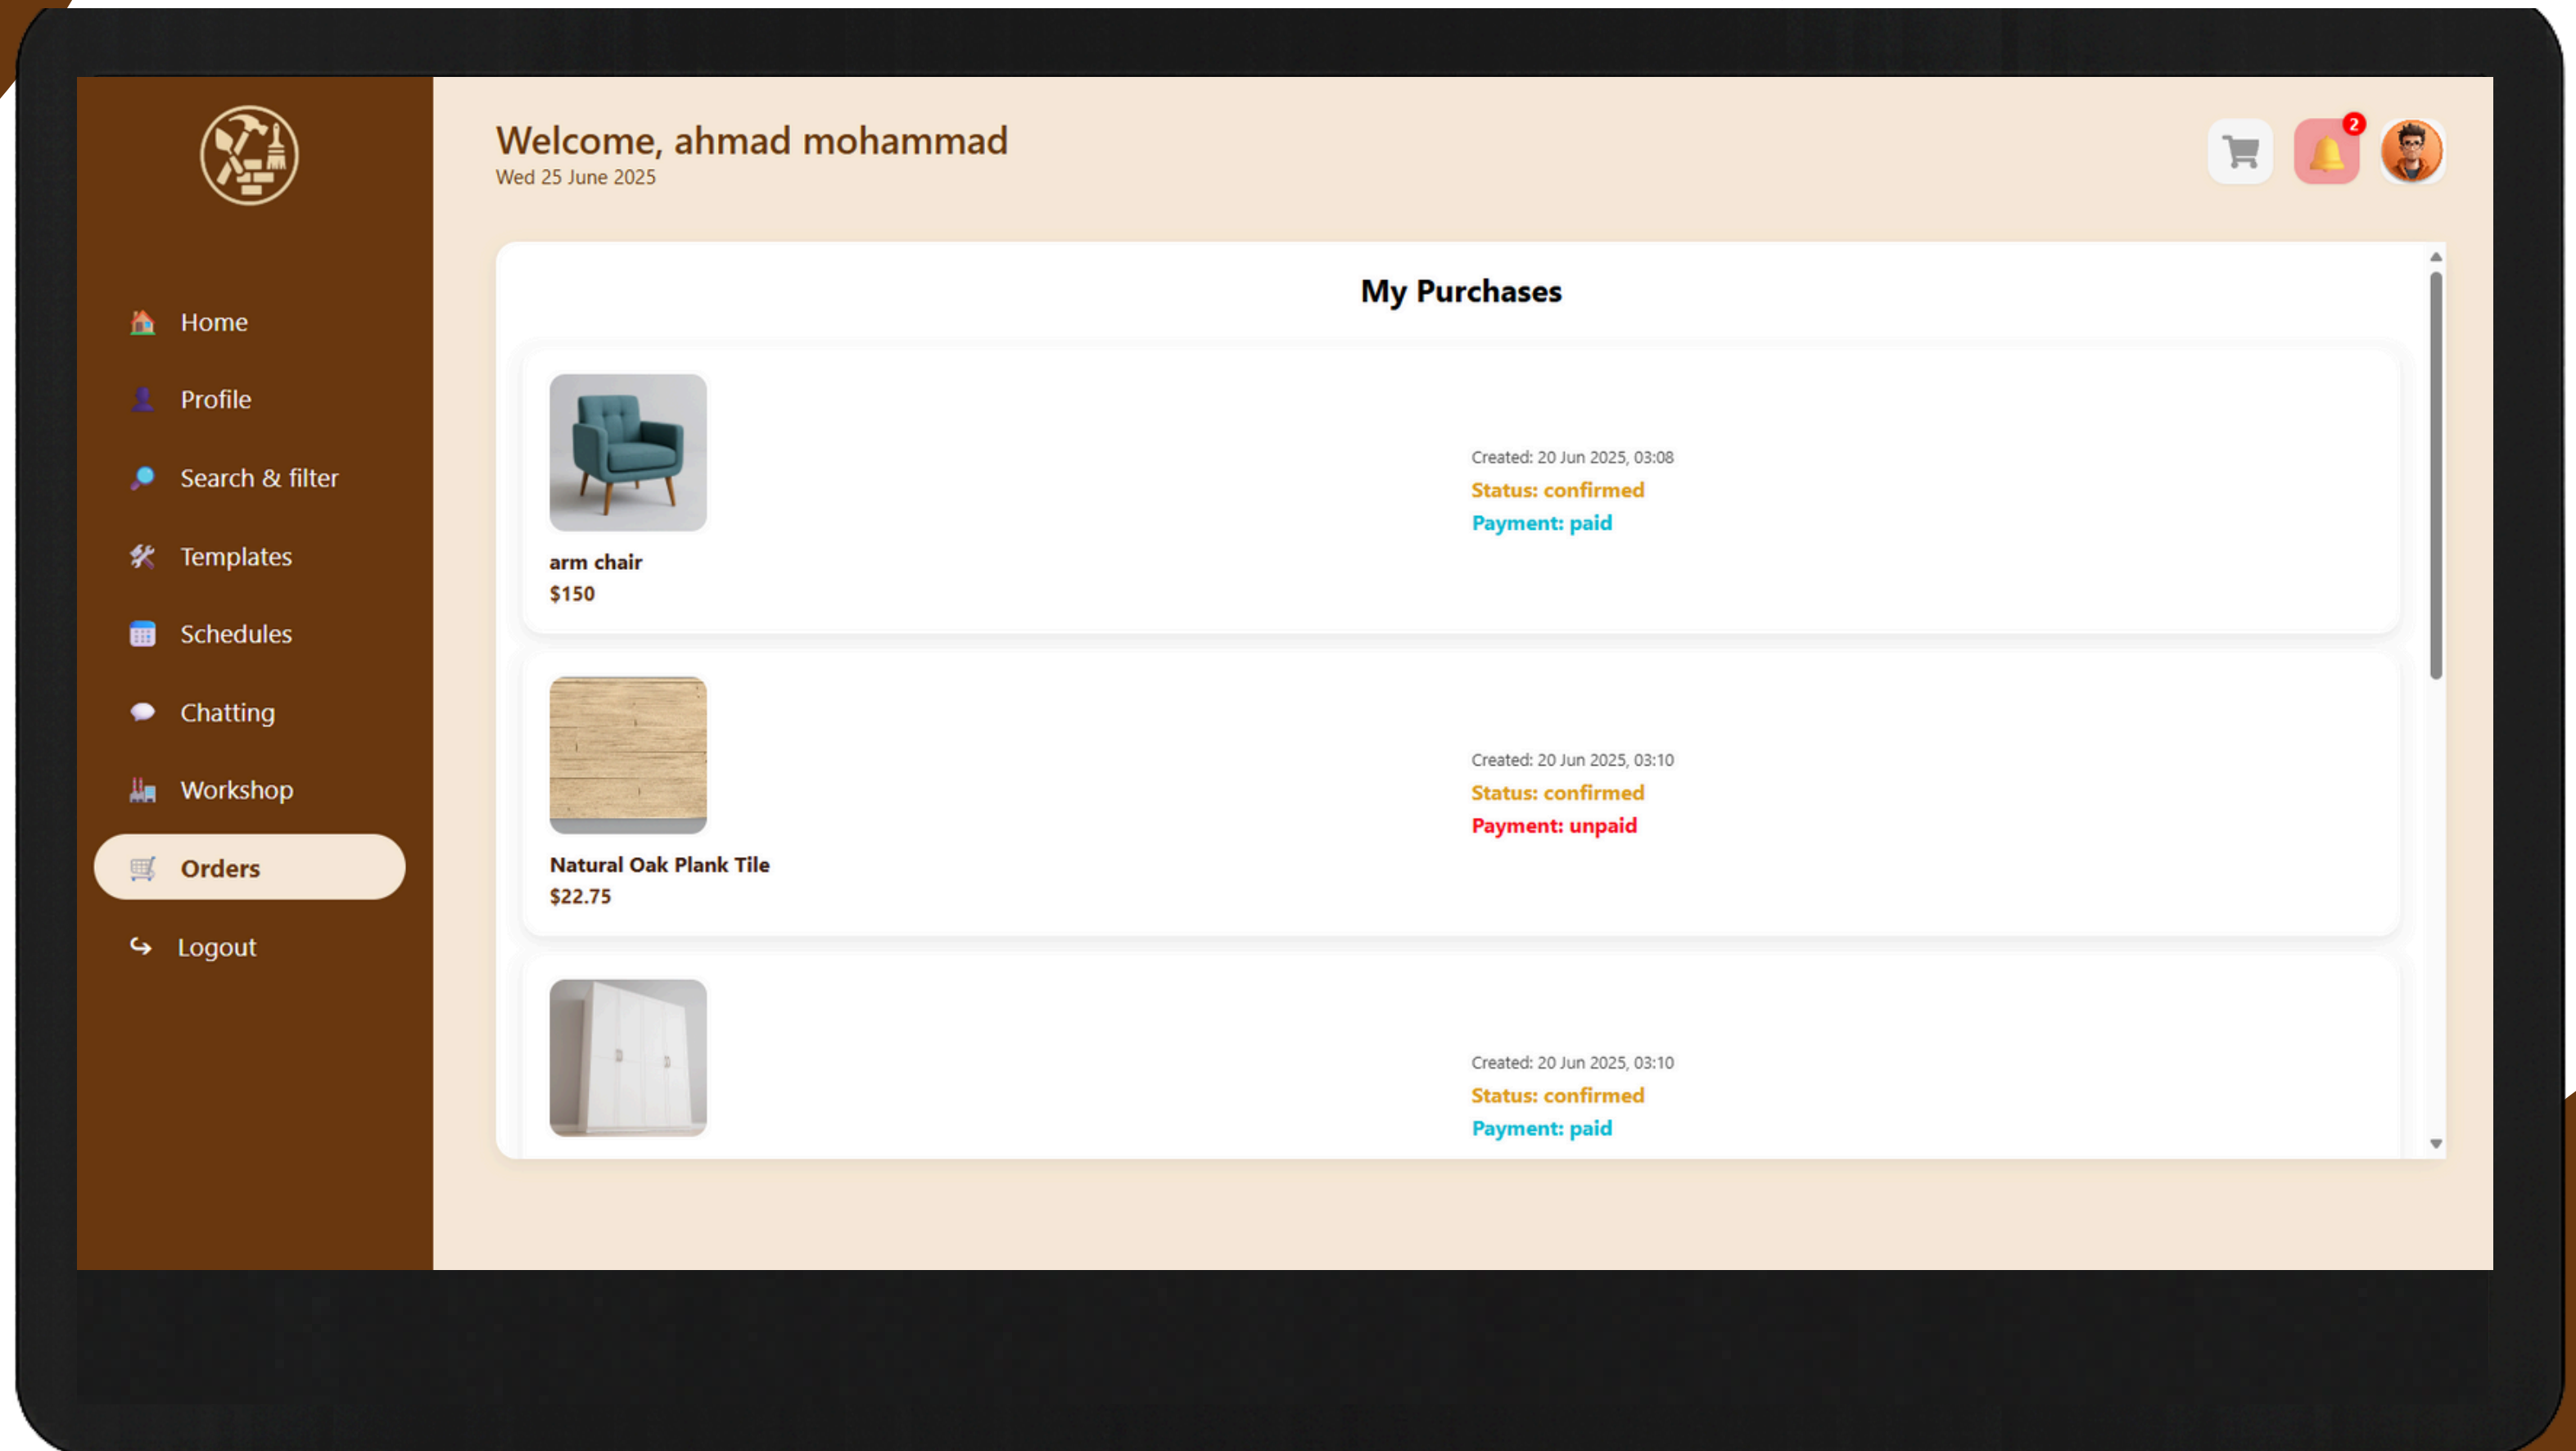 Welcome, ahmad mohammad
Wed 25 June 2025
2
Home
Profile
Search & filter
Templates
Schedules
Chatting
Workshop
Orders
Logout
My Purchases
arm chair
$150
Created: 20 Jun 2025, 03:08
Status: confirmed
Payment: paid
Natural Oak Plank Tile
$22.75
Created: 20 Jun 2025, 03:10
Status: confirmed
Payment: unpaid
Created: 20 Jun 2025, 03:10
Status: confirmed
Payment: paid